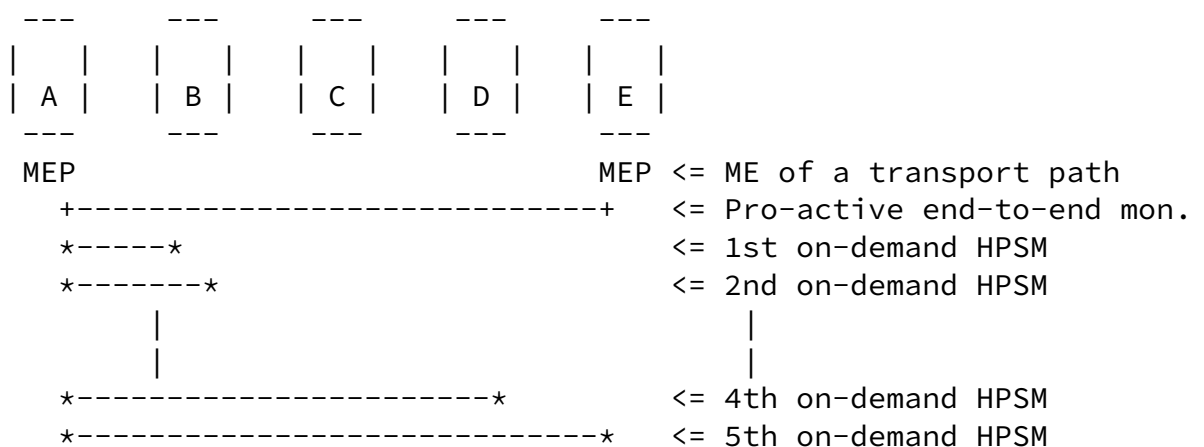 ---     ---     ---     ---     ---
|   |   |   |   |   |   |   |   |   |
| A |   | B |   | C |   | D |   | E |
 ---     ---     ---     ---     ---
 MEP                             MEP <= ME of a transport path
   +-----------------------------+   <= Pro-active end-to-end mon.
   *-----*                           <= 1st on-demand HPSM
   *-------*                         <= 2nd on-demand HPSM
        |                                |
        |                                |
   *-----------------------*         <= 4th on-demand HPSM
   *-----------------------------*   <= 5th on-demand HPSM